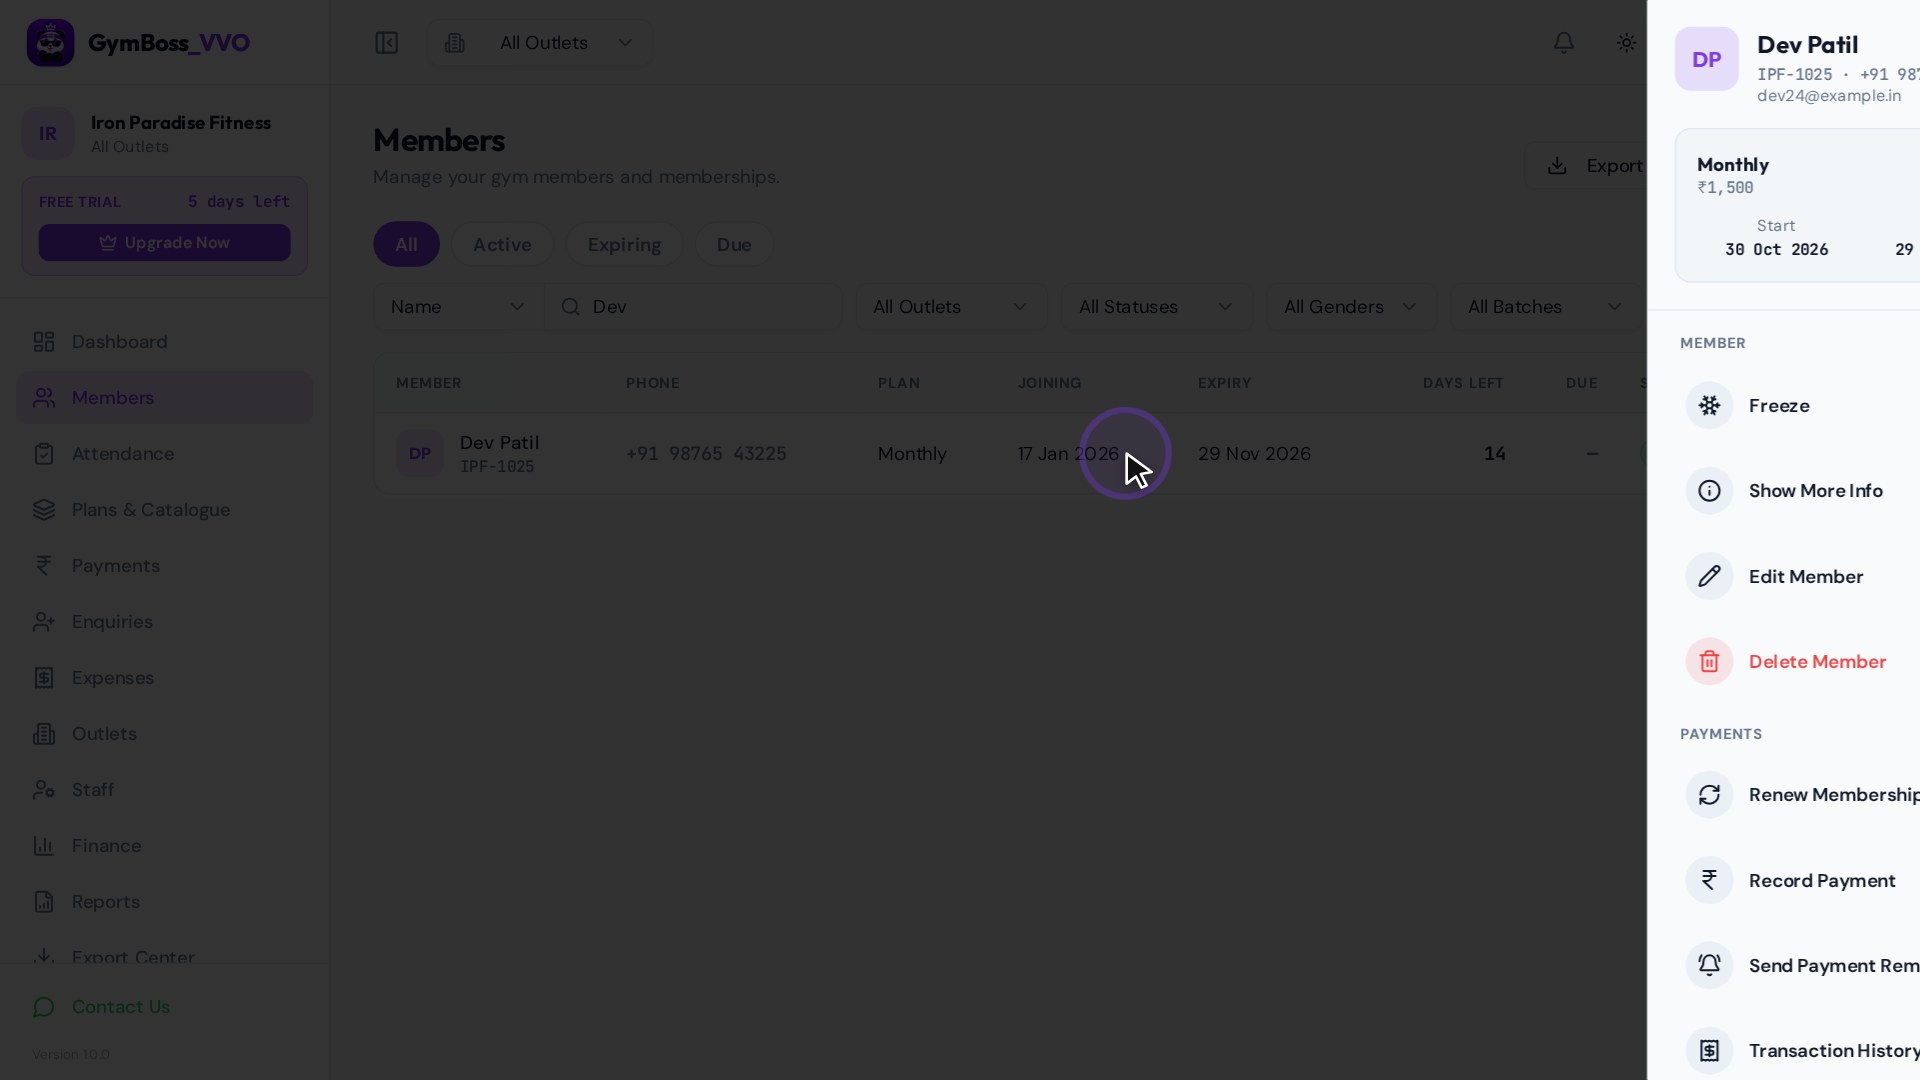 GymBoss_VVO
IR
Iron Paradise Fitness
All Outlets
FREE TRIAL
5 days left
Upgrade Now
Dashboard
Members
Attendance
Plans & Catalogue
Payments
Enquiries
Expenses
Outlets
Staff
Finance
Reports
Export Center
Contact Us
Version 1.0.0
All Outlets
Members
Manage your gym members and memberships.
Export
All
Active
Expiring
Due
Name
Dev
All Outlets
All Statuses
All Genders
All Batches
MEMBER PHONE PLAN JOINING EXPIRY DAYS LEFT DUE
DP
Dev Patil
IPF-1025
+91 98765 43225
Monthly
17 Jan 2026
29 Nov 2026
14
–
DP
Dev Patil
IPF-1025 · +91 987
dev24@example.in
Monthly
₹1,500
Start
30 Oct 2026
29
MEMBER
Freeze
Show More Info
Edit Member
Delete Member
PAYMENTS
Renew Membership
Record Payment
Send Payment Rem
Transaction History